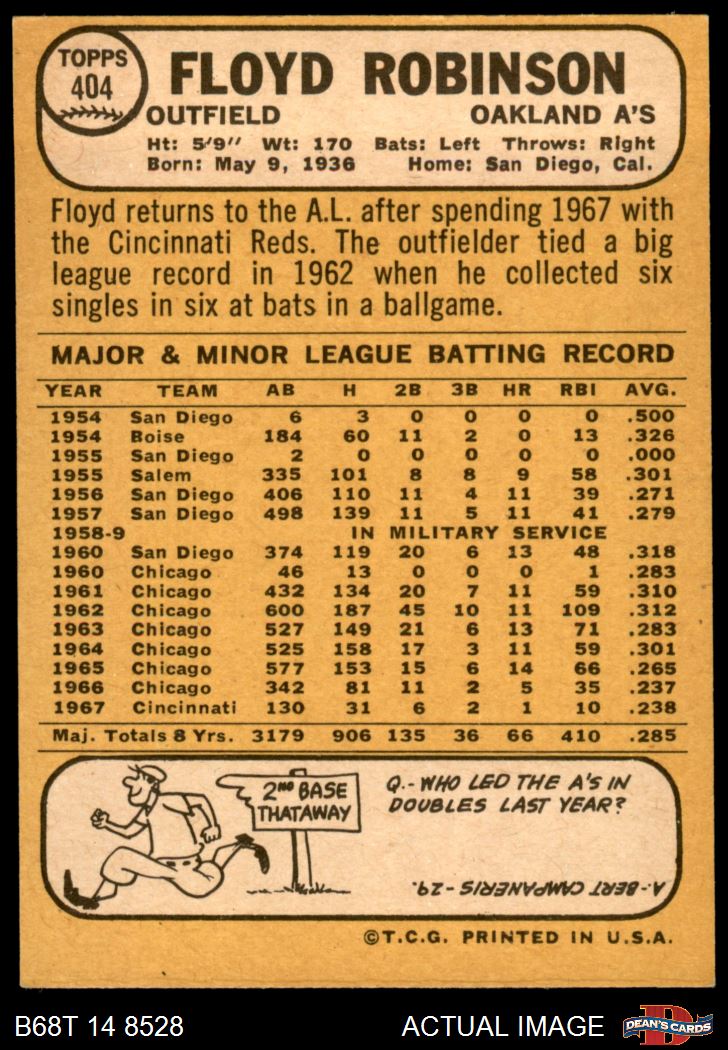 TOPPS
404
FLOYD ROBINSON
OUTFIELD OAKLAND A'S
Ht: 5'9" Wt: 170 Bats: Left Throws: Right
Born: May 9, 1936 Home: San Diego, Cal.
Floyd returns to the A.L. after spending 1967 with
the Cincinnati Reds. The outfielder tied a big
league record in 1962 when he collected six
singles in six at bats in a ballgame.
MAJOR & MINOR LEAGUE BATTING RECORD
YEAR TEAM AB H 2B 3B HR RBI AVG.
1954 San Diego 6 3 0 0 0 0 .500
1954 Boise 184 60 11 2 0 13 .326
1955 San Diego 2 0 0 0 0 0 .000
1955 Salem 335 101 8 8 9 58 .301
1956 San Diego 406 110 11 4 11 39 .271
1957 San Diego 498 139 11 5 11 41 .279
1958-9 IN MILITARY SERVICE
1960 San Diego 374 119 20 6 13 48 .318
1960 Chicago 46 13 0 0 0 1 .283
1961 Chicago 432 134 20 7 11 59 .310
1962 Chicago 600 187 45 10 11 109 .312
1963 Chicago 527 149 21 6 13 71 .283
1964 Chicago 525 158 17 3 11 59 .301
1965 Chicago 577 153 15 6 14 66 .265
1966 Chicago 342 81 11 2 5 35 .237
1967 Cincinnati 130 31 6 2 1 10 .238
Maj. Totals 8 Yrs. 3179 906 135 36 66 410 .285
2ND BASE
THATAWAY
Q.- WHO LED THE A'S IN
DOUBLES LAST YEAR?
A.- BERT CAMPANERIS - 29.
©T.C.G. PRINTED IN U.S.A.
B68T 14 8528 ACTUAL IMAGE
D
DEAN'S CARDS